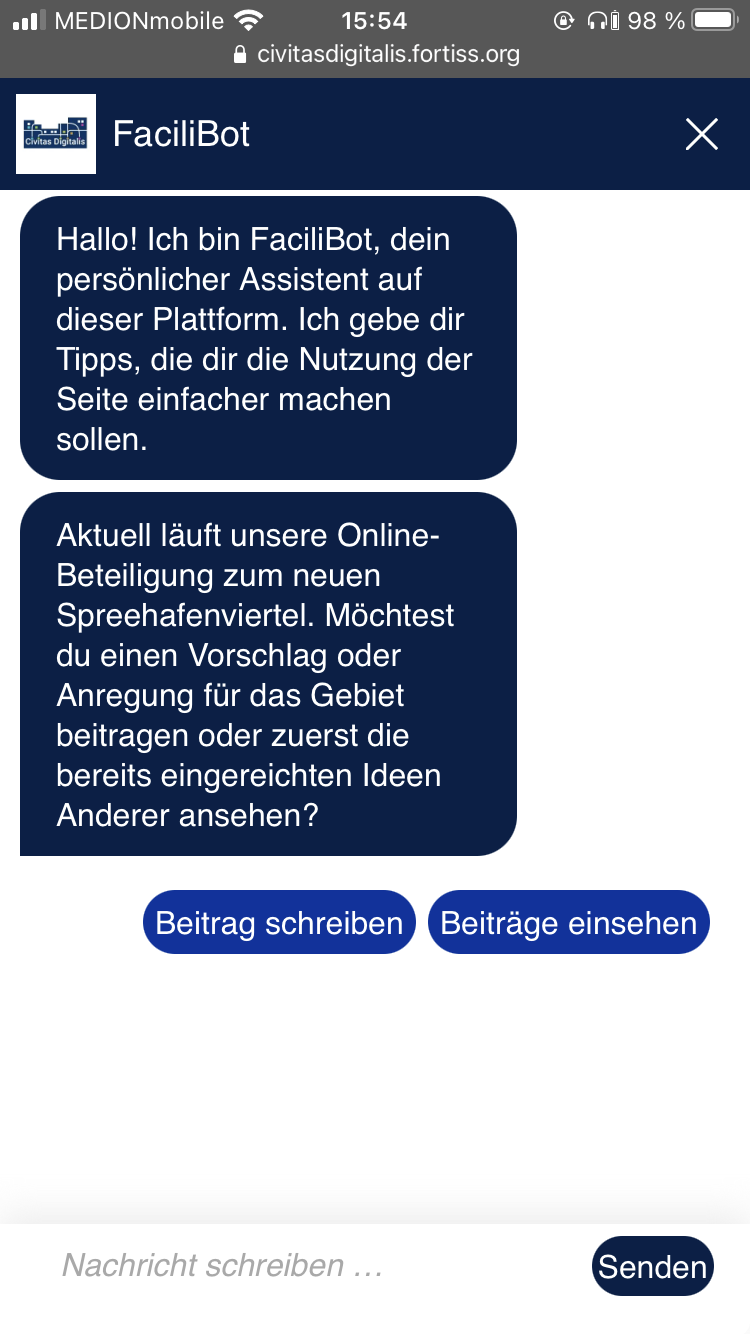 MEDIONmobile 15:54 98 %
civitasdigitalis.fortiss.org
Civitas Digitalis
FaciliBot
Hallo! Ich bin FaciliBot, dein
persönlicher Assistent auf
dieser Plattform. Ich gebe dir
Tipps, die dir die Nutzung der
Seite einfacher machen
sollen.
Aktuell läuft unsere Online-
Beteiligung zum neuen
Spreehafenviertel. Möchtest
du einen Vorschlag oder
Anregung für das Gebiet
beitragen oder zuerst die
bereits eingereichten Ideen
Anderer ansehen?
Beitrag schreiben Beiträge einsehen
Nachricht schreiben … Senden